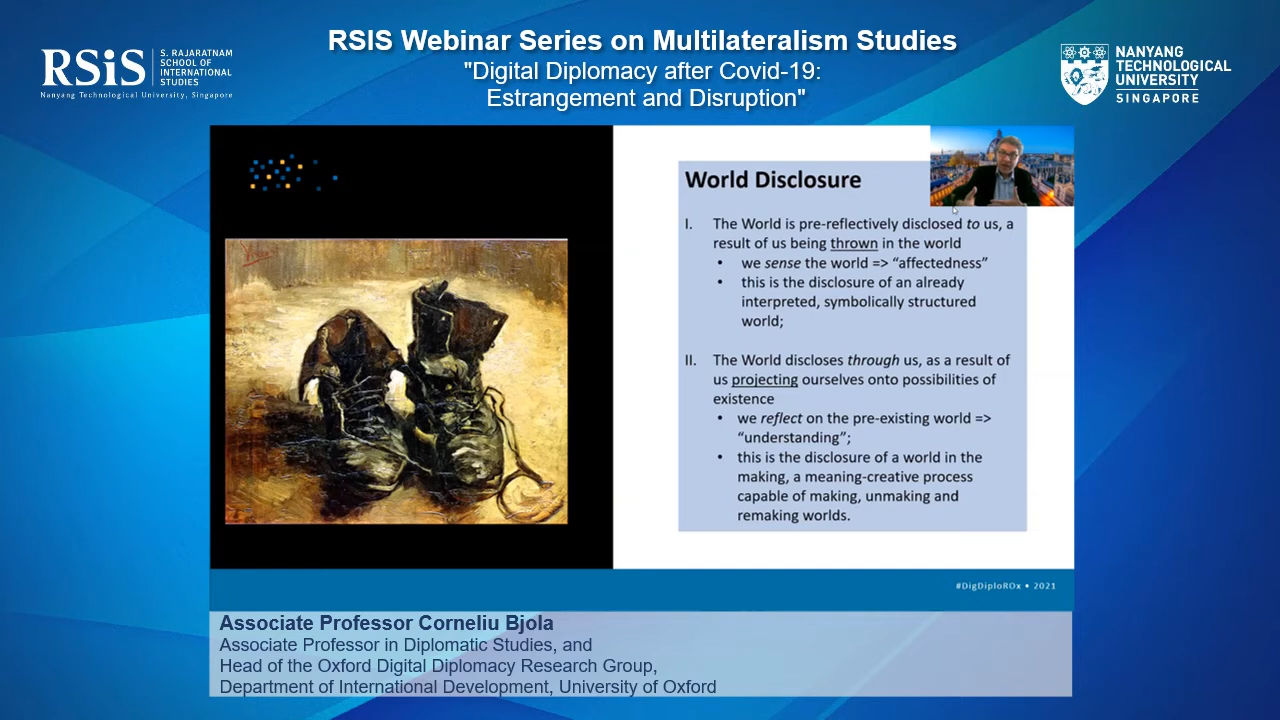 RSIS Webinar Series on Multilateralism Studies
"Digital Diplomacy after Covid-19:
Estrangement and Disruption"
RSiS
S. RAJARATNAM
SCHOOL OF
INTERNATIONAL
STUDIES
Nanyang Technological University, Singapore
NANYANG
TECHNOLOGICAL
UNIVERSITY
SINGAPORE
World Disclosure
I. The World is pre-reflectively disclosed to us, a
result of us being thrown in the world
• we sense the world => “affectedness”
• this is the disclosure of an already
interpreted, symbolically structured
world;
II. The World discloses through us, as a result of
us projecting ourselves onto possibilities of
existence
• we reflect on the pre-existing world =>
“understanding”;
• this is the disclosure of a world in the
making, a meaning-creative process
capable of making, unmaking and
remaking worlds.
#DigDiploROx • 2021
Associate Professor Corneliu Bjola
Associate Professor in Diplomatic Studies, and
Head of the Oxford Digital Diplomacy Research Group,
Department of International Development, University of Oxford